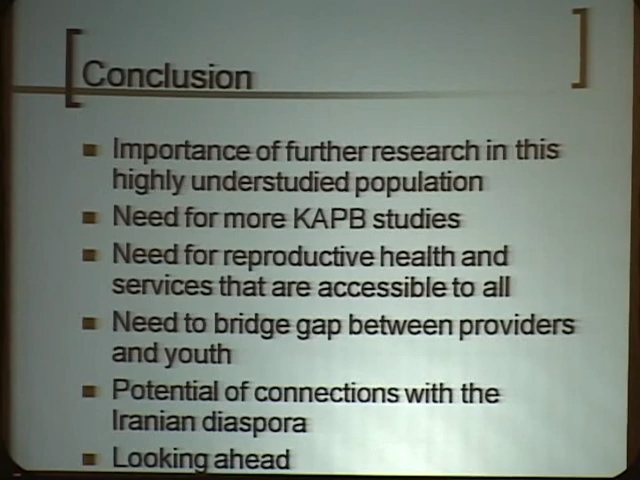 Conclusion
Importance of further research in this
highly understudied population
Need for more KAPB studies
Need for reproductive health and
services that are accessible to all
Need to bridge gap between providers
and youth
Potential of connections with the
Iranian diaspora
Looking ahead